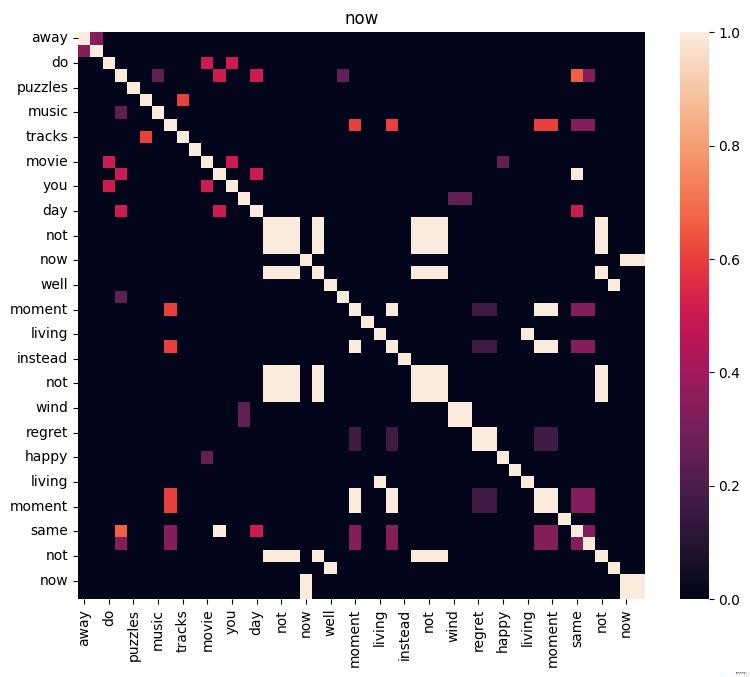 now
away
do
puzzles
music
tracks
movie
you
day
not
now
well
moment
living
instead
not
wind
regret
happy
living
moment
same
not
now
away
do
puzzles
music
tracks
movie
you
day
not
now
well
moment
living
instead
not
wind
regret
happy
living
moment
same
not
now
1.0
0.8
0.6
0.4
0.2
0.0